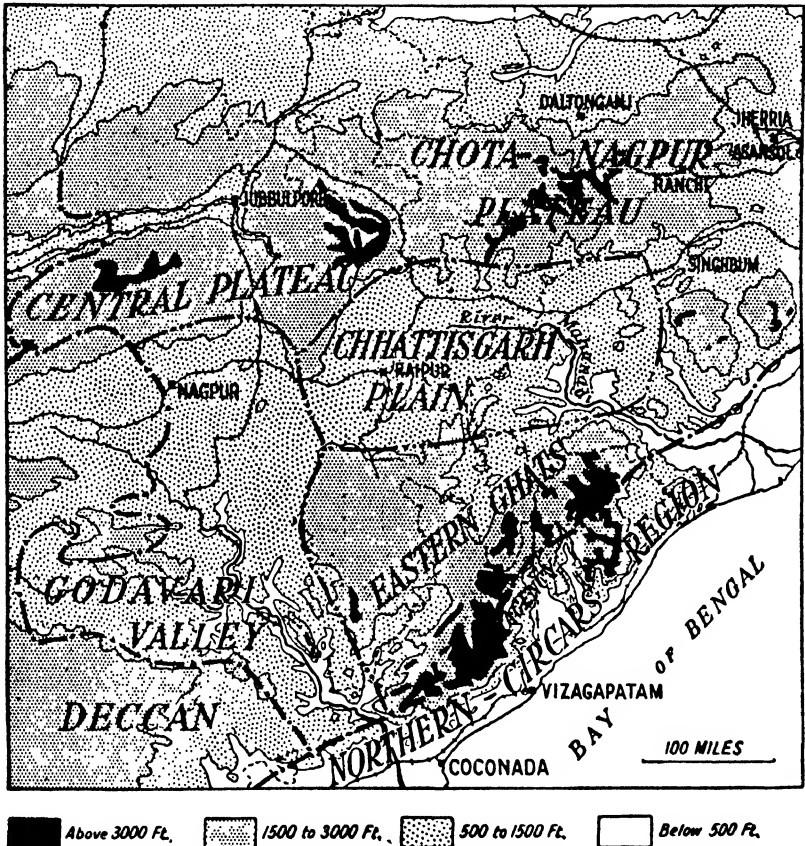 DALTONGANJ
JHERRIA
ASANSOL
CHOTA-NAGPUR
RANCHI
PLATEAU
JUBBULPORE
SINGHBUM
CENTRAL PLATEAU
River
Mahanadi
CHHATTISGARH
RAIPUR
PLAIN
NAGPUR
EASTERN GHATS
GODAVARI
VALLEY
NORTHERN-CIRCARS REGION
BAY OF BENGAL
VIZAGAPATAM
DECCAN
100 MILES
COCONADA
Above 3000 Ft.
1500 to 3000 Ft.
500 to 1500 Ft.
Below 500 Ft.